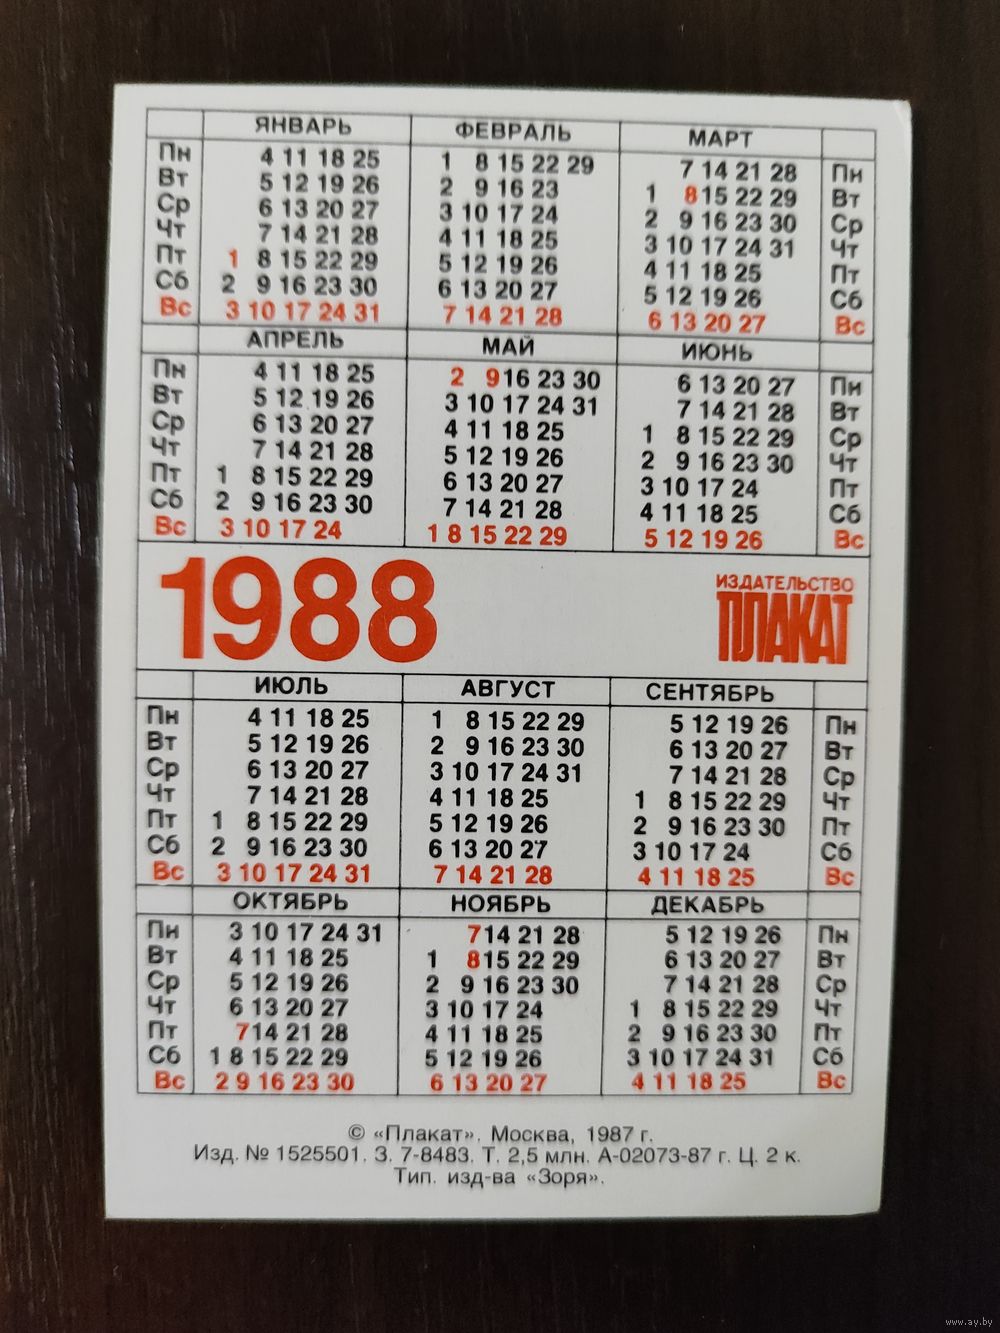 ЯНВАРЬ ФЕВРАЛЬ МАРТ
Пн 4 11 18 25 1 8 15 22 29 7 14 21 28 Пн
Вт 5 12 19 26 2 9 16 23 1 8 15 22 29 Вт
Ср 6 13 20 27 3 10 17 24 2 9 16 23 30 Ср
Чт 7 14 21 28 4 11 18 25 3 10 17 24 31 Чт
Пт 1 8 15 22 29 5 12 19 26 4 11 18 25 Пт
Сб 2 9 16 23 30 6 13 20 27 5 12 19 26 Сб
Вс 3 10 17 24 31 7 14 21 28 6 13 20 27 Вс
АПРЕЛЬ МАЙ ИЮНЬ
Пн 4 11 18 25 2 9 16 23 30 6 13 20 27 Пн
Вт 5 12 19 26 3 10 17 24 31 7 14 21 28 Вт
Ср 6 13 20 27 4 11 18 25 1 8 15 22 29 Ср
Чт 7 14 21 28 5 12 19 26 2 9 16 23 30 Чт
Пт 1 8 15 22 29 6 13 20 27 3 10 17 24 Пт
Сб 2 9 16 23 30 7 14 21 28 4 11 18 25 Сб
Вс 3 10 17 24 1 8 15 22 29 5 12 19 26 Вс
1988
ИЗДАТЕЛЬСТВО
ПЛАКАТ
ИЮЛЬ АВГУСТ СЕНТЯБРЬ
Пн 4 11 18 25 1 8 15 22 29 5 12 19 26 Пн
Вт 5 12 19 26 2 9 16 23 30 6 13 20 27 Вт
Ср 6 13 20 27 3 10 17 24 31 7 14 21 28 Ср
Чт 7 14 21 28 4 11 18 25 1 8 15 22 29 Чт
Пт 1 8 15 22 29 5 12 19 26 2 9 16 23 30 Пт
Сб 2 9 16 23 30 6 13 20 27 3 10 17 24 Сб
Вс 3 10 17 24 31 7 14 21 28 4 11 18 25 Вс
ОКТЯБРЬ НОЯБРЬ ДЕКАБРЬ
Пн 3 10 17 24 31 7 14 21 28 5 12 19 26 Пн
Вт 4 11 18 25 1 8 15 22 29 6 13 20 27 Вт
Ср 5 12 19 26 2 9 16 23 30 7 14 21 28 Ср
Чт 6 13 20 27 3 10 17 24 1 8 15 22 29 Чт
Пт 7 14 21 28 4 11 18 25 2 9 16 23 30 Пт
Сб 1 8 15 22 29 5 12 19 26 3 10 17 24 31 Сб
Вс 2 9 16 23 30 6 13 20 27 4 11 18 25 Вс
© «Плакат». Москва, 1987 г.
Изд. № 1525501. З. 7-8483. Т. 2,5 млн. А-02073-87 г. Ц. 2 к.
Тип. изд-ва «Зоря».
www.ay.by